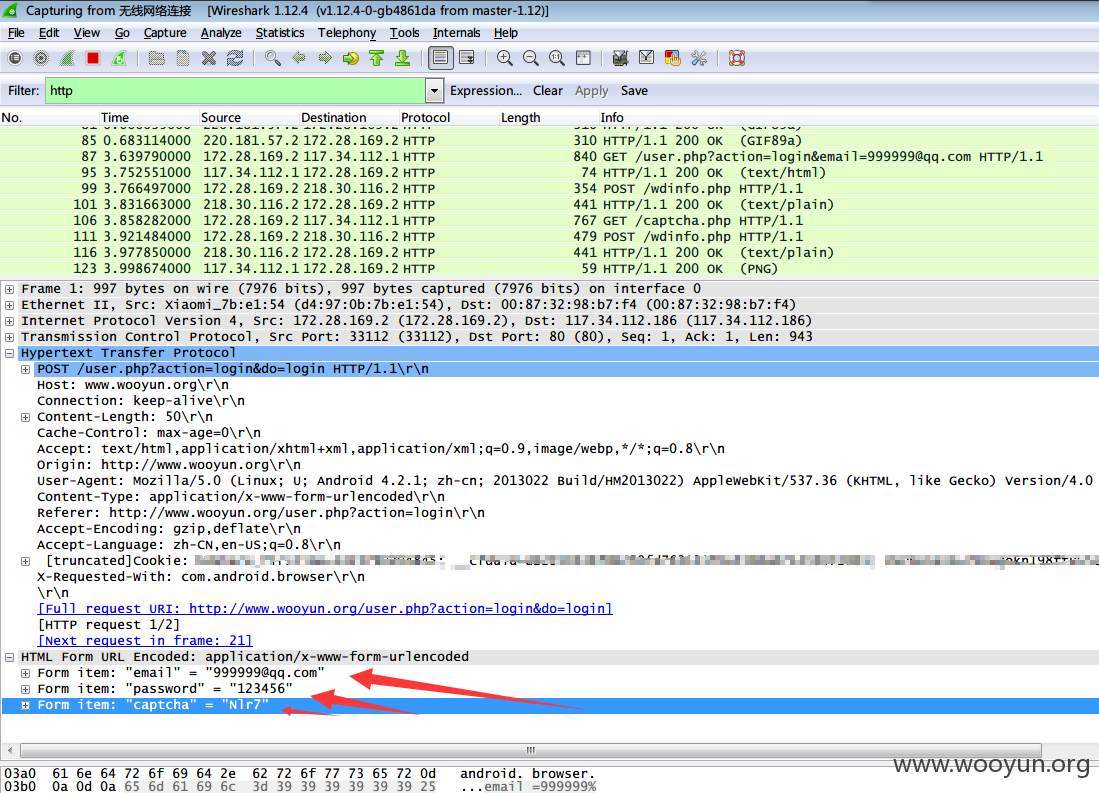 Capturing from 无线网络连接 [Wireshark 1.12.4 (v1.12.4-0-gb4861da from master-1.12)]
File Edit View Go Capture Analyze Statistics Telephony Tools Internals Help
Filter: http Expression... Clear Apply Save
No. Time Source Destination Protocol Length Info
85 0.683114000 220.181.57.2 172.28.169.2 HTTP 310 HTTP/1.1 200 OK (GIF89a)
87 3.639790000 172.28.169.2 117.34.112.1 HTTP 840 GET /user.php?action=login&email=999999@qq.com HTTP/1.1
95 3.752551000 117.34.112.1 172.28.169.2 HTTP 74 HTTP/1.1 200 OK (text/html)
99 3.766497000 172.28.169.2 218.30.116.2 HTTP 354 POST /wdinfo.php HTTP/1.1
101 3.831663000 218.30.116.2 172.28.169.2 HTTP 441 HTTP/1.1 200 OK (text/plain)
106 3.858282000 172.28.169.2 117.34.112.1 HTTP 767 GET /captcha.php HTTP/1.1
111 3.921484000 172.28.169.2 218.30.116.2 HTTP 479 POST /wdinfo.php HTTP/1.1
116 3.977850000 218.30.116.2 172.28.169.2 HTTP 441 HTTP/1.1 200 OK (text/plain)
123 3.998674000 117.34.112.1 172.28.169.2 HTTP 59 HTTP/1.1 200 OK (PNG)
Frame 1: 997 bytes on wire (7976 bits), 997 bytes captured (7976 bits) on interface 0
Ethernet II, Src: Xiaomi_7b:e1:54 (d4:97:0b:7b:e1:54), Dst: 00:87:32:98:b7:f4 (00:87:32:98:b7:f4)
Internet Protocol Version 4, Src: 172.28.169.2 (172.28.169.2), Dst: 117.34.112.186 (117.34.112.186)
Transmission Control Protocol, Src Port: 33112 (33112), Dst Port: 80 (80), Seq: 1, Ack: 1, Len: 943
Hypertext Transfer Protocol
POST /user.php?action=login&do=login HTTP/1.1\r\n
Host: www.wooyun.org\r\n
Connection: keep-alive\r\n
Content-Length: 50\r\n
Cache-Control: max-age=0\r\n
Accept: text/html,application/xhtml+xml,application/xml;q=0.9,image/webp,*/*;q=0.8\r\n
Origin: http://www.wooyun.org\r\n
User-Agent: Mozilla/5.0 (Linux; U; Android 4.2.1; zh-cn; 2013022 Build/HM2013022) AppleWebKit/537.36 (KHTML, like Gecko) Version/4.0
Content-Type: application/x-www-form-urlencoded\r\n
Referer: http://www.wooyun.org/user.php?action=login\r\n
Accept-Encoding: gzip,deflate\r\n
Accept-Language: zh-CN,en-US;q=0.8\r\n
[truncated]Cookie:
X-Requested-With: com.android.browser\r\n
\r\n
[Full request URI: http://www.wooyun.org/user.php?action=login&do=login]
[HTTP request 1/2]
[Next request in frame: 21]
HTML Form URL Encoded: application/x-www-form-urlencoded
Form item: "email" = "999999@qq.com"
Form item: "password" = "123456"
Form item: "captcha" = "Nlr7"
03a0 61 6e 64 72 6f 69 64 2e 62 72 6f 77 73 65 72 0d android. browser.
03b0 0a 0d 0a 65 6d 61 69 6c 3d 39 39 39 39 39 39 25 ...email =999999%
www.wooyun.org